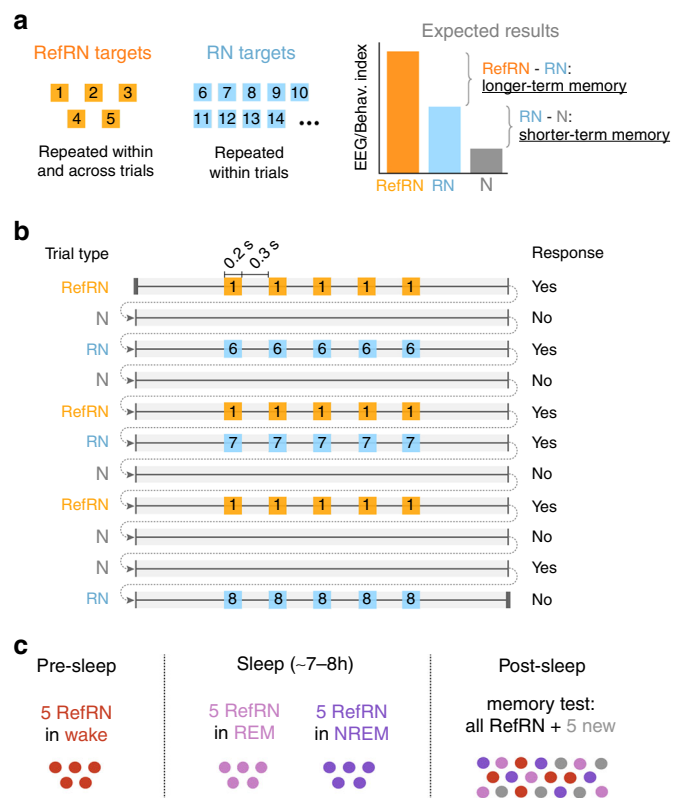 a
RefRN targets
1 2 3
4 5
Repeated within
and across trials
RN targets
6 7 8 9 10
11 12 13 14 ...
Repeated
within trials
Expected results
EEG/Behav. index
RefRN RN N
RefRN - RN:
longer-term memory
RN - N:
shorter-term memory
b
Trial type
0.2 s 0.3 s
Response
RefRN 1 1 1 1 1 Yes
N No
RN 6 6 6 6 6 Yes
N No
RefRN 1 1 1 1 1 Yes
RN 7 7 7 7 7 Yes
N No
RefRN 1 1 1 1 1 Yes
N No
N Yes
RN 8 8 8 8 8 No
c
Pre-sleep
5 RefRN
in wake
Sleep (~7–8h)
5 RefRN
in REM
5 RefRN
in NREM
Post-sleep
memory test:
all RefRN + 5 new